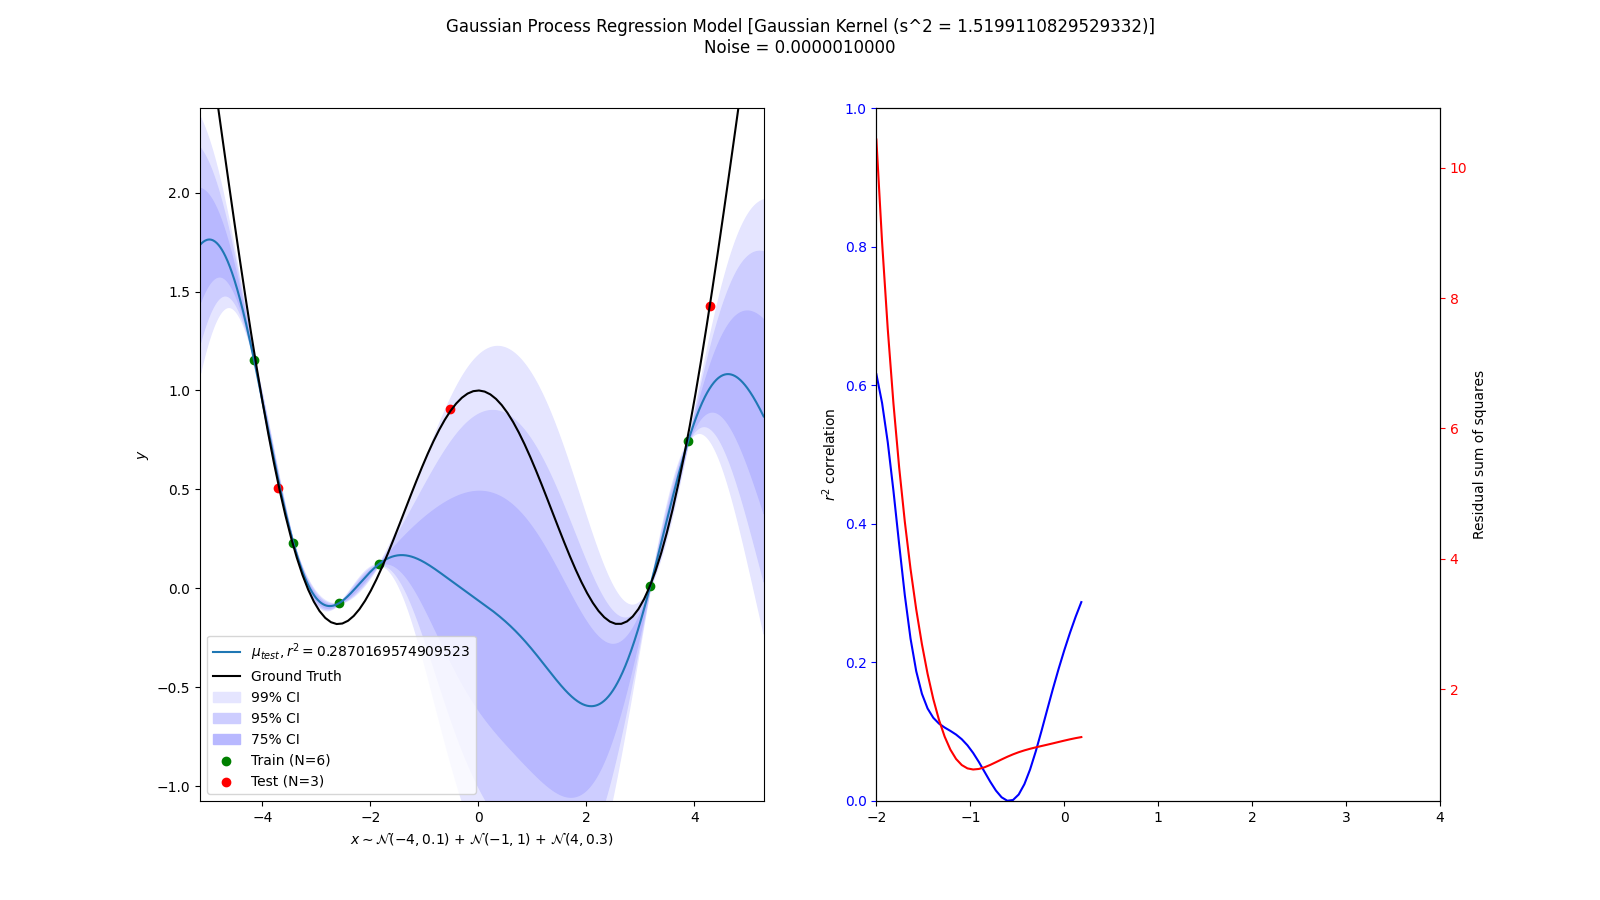 Gaussian Process Regression Model [Gaussian Kernel (s^2 = 1.5199110829529332)]
Noise = 0.0000010000
2.0
1.5
1.0
0.5
0.0
−0.5
−1.0
y
μ_test, r² = 0.2870169574909523
Ground Truth
99% CI
95% CI
75% CI
Train (N=6)
Test (N=3)
−4 −2 0 2 4
x ∼ 𝒩(−4, 0.1) + 𝒩(−1, 1) + 𝒩(4, 0.3)
1.0
0.8
0.6
0.4
0.2
0.0
r² correlation
−2 −1 0 1 2 3 4
10
8
6
4
2
Residual sum of squares